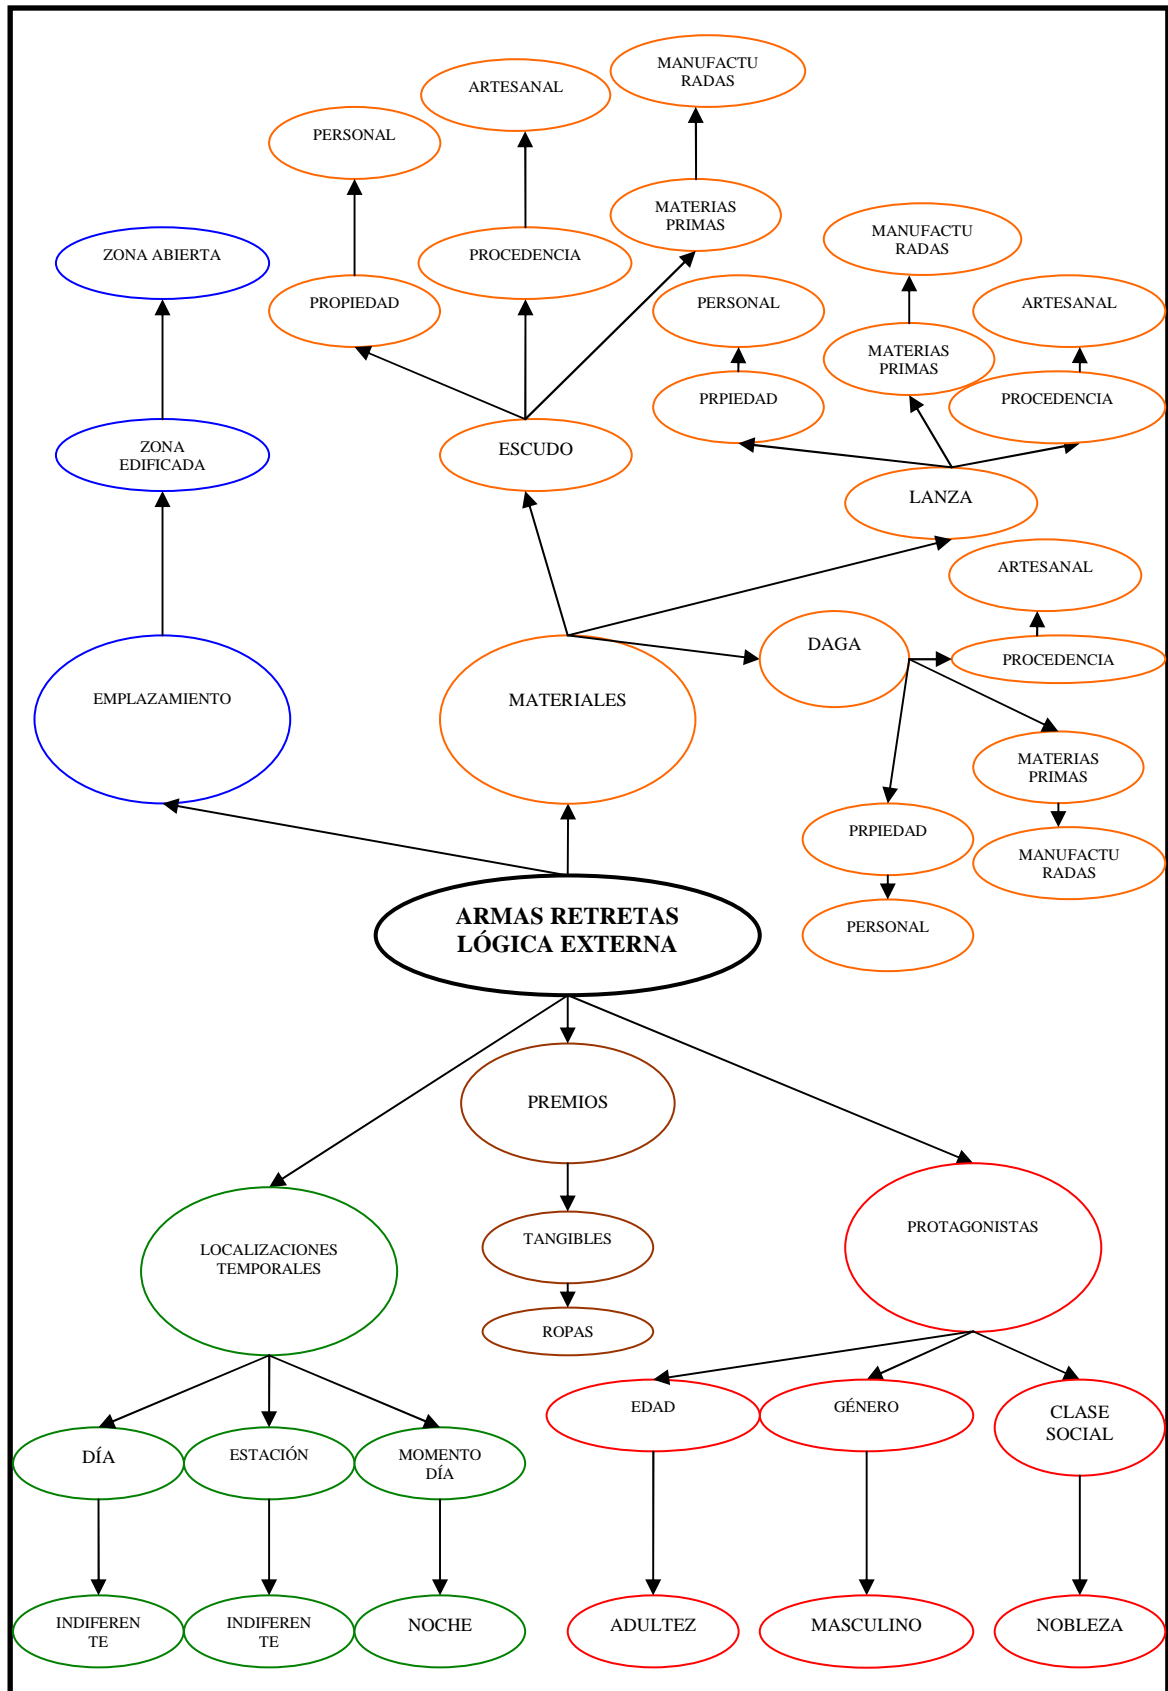 MANUFACTU
RADAS
ARTESANAL
PERSONAL
MATERIAS
PRIMAS
MANUFACTU
RADAS
ZONA ABIERTA
PROCEDENCIA
PROPIEDAD
PERSONAL
ARTESANAL
MATERIAS
PRIMAS
PRPIEDAD
PROCEDENCIA
ZONA
EDIFICADA
ESCUDO
LANZA
ARTESANAL
DAGA
PROCEDENCIA
EMPLAZAMIENTO
MATERIALES
MATERIAS
PRIMAS
PRPIEDAD
MANUFACTU
RADAS
ARMAS RETRETAS
LÓGICA EXTERNA
PERSONAL
PREMIOS
PROTAGONISTAS
TANGIBLES
LOCALIZACIONES
TEMPORALES
ROPAS
EDAD
GÉNERO
CLASE
SOCIAL
DÍA
ESTACIÓN
MOMENTO
DÍA
INDIFEREN
TE
INDIFEREN
TE
NOCHE
ADULTEZ
MASCULINO
NOBLEZA